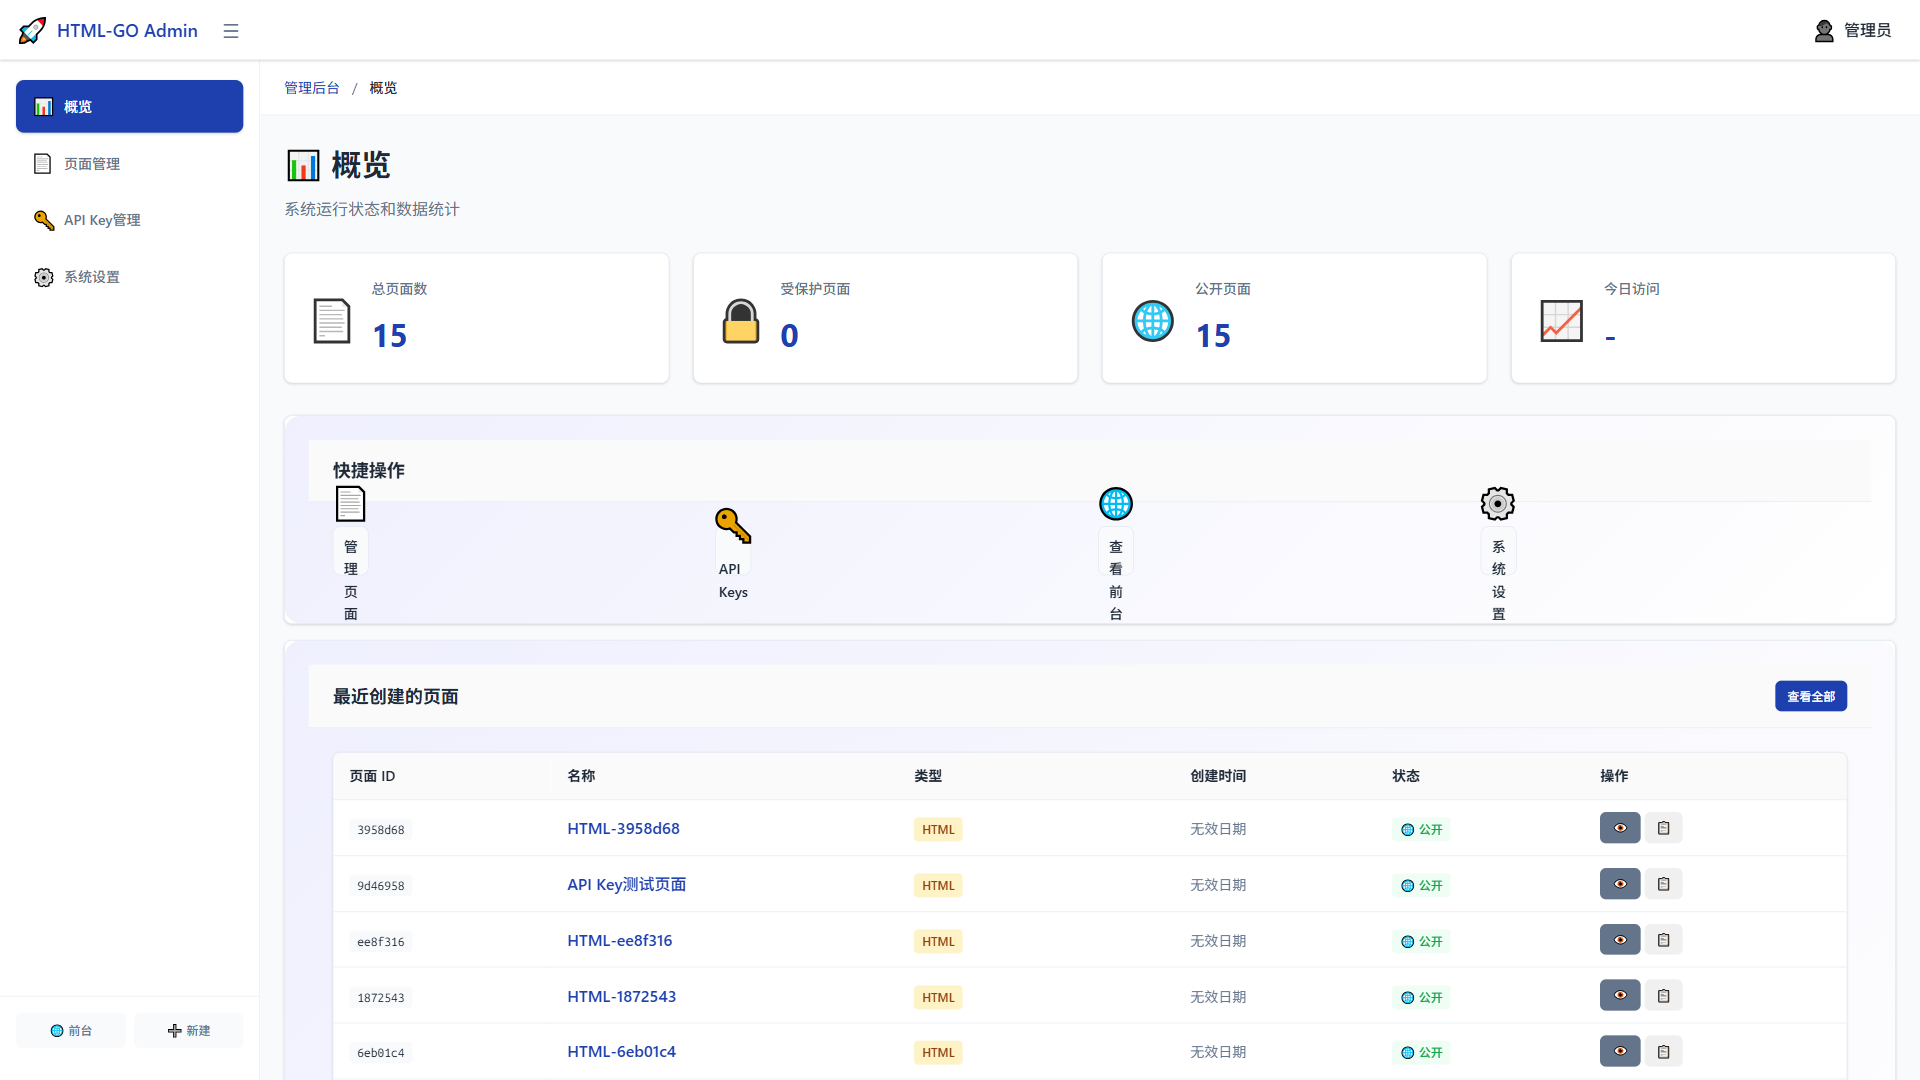 HTML-GO Admin ☰
管理员
概览
页面管理
API Key管理
系统设置
前台
新建
管理后台 / 概览
概览
系统运行状态和数据统计
总页面数
15
受保护页面
0
公开页面
15
今日访问
-
快捷操作
管
理
页
面
API
Keys
查
看
前
台
系
统
设
置
最近创建的页面
查看全部
页面 ID 名称 类型 创建时间 状态 操作
3958d68 HTML-3958d68 HTML 无效日期 公开
9d46958 API Key测试页面 HTML 无效日期 公开
ee8f316 HTML-ee8f316 HTML 无效日期 公开
1872543 HTML-1872543 HTML 无效日期 公开
6eb01c4 HTML-6eb01c4 HTML 无效日期 公开